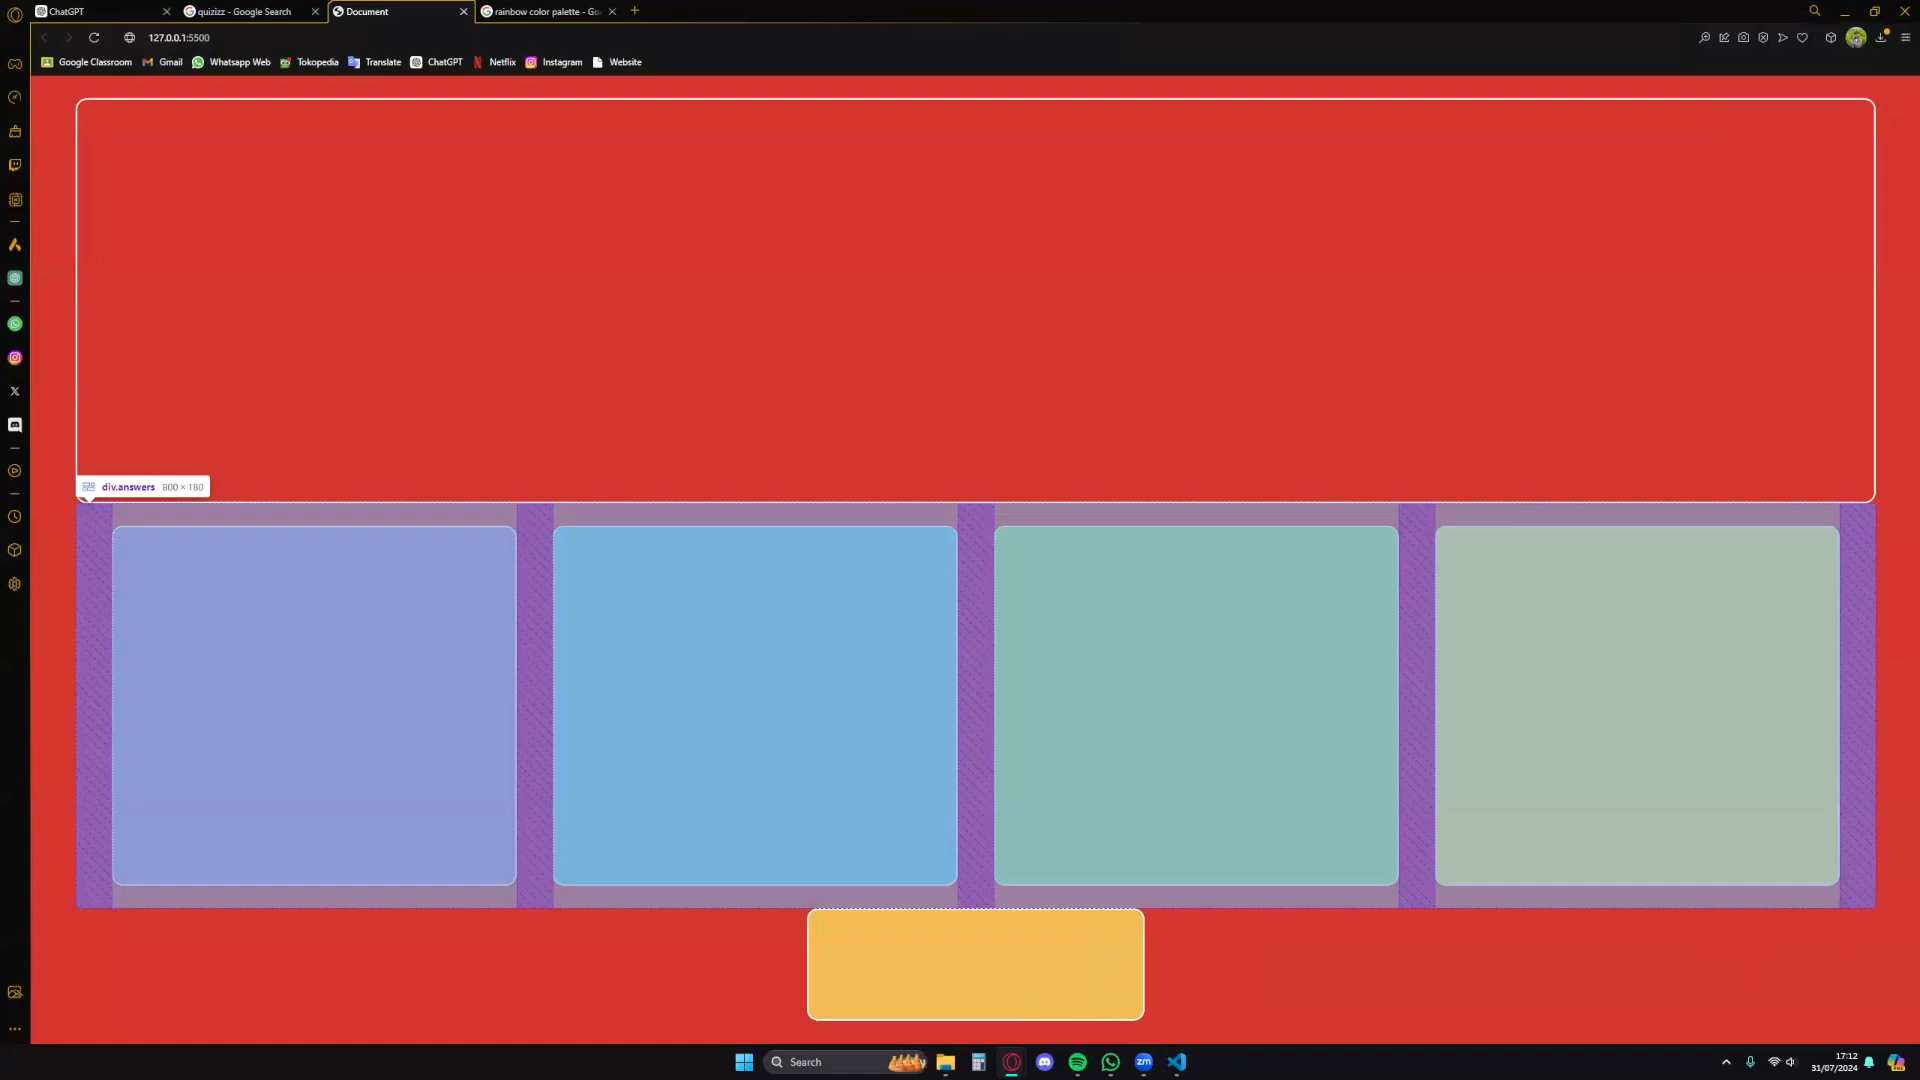 ChatGPT
quizizz - Google Search
Document
rainbow color palette - Go
127.0.0.1:5500
Google Classroom
Gmail
Whatsapp Web
Tokopedia
Translate
ChatGPT
Netflix
Instagram
Website
div.answers 800 × 180
Search
zm
17:12
31/07/2024